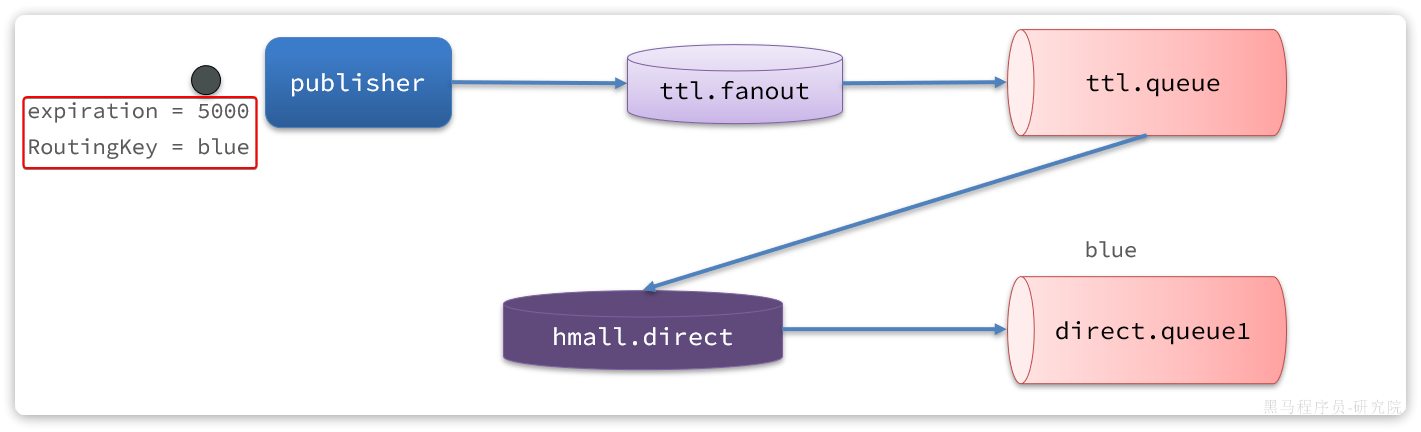 publisher
ttl.fanout
ttl.queue
expiration = 5000
RoutingKey = blue
blue
hmall.direct
direct.queue1
黑马程序员-研究院